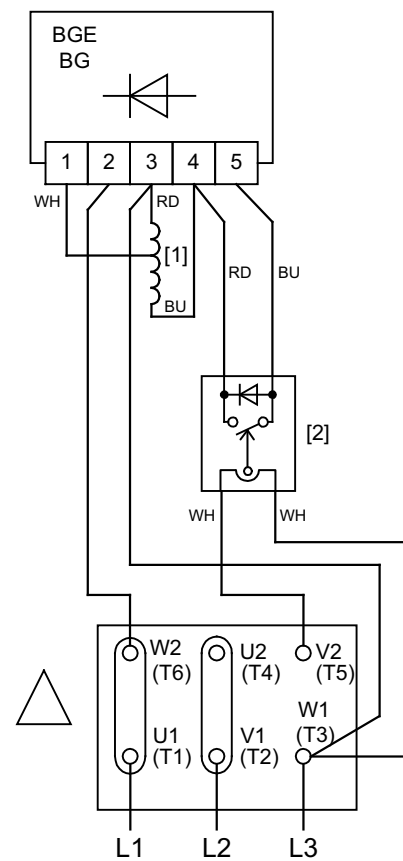 BGE
BG
1 2 3 4 5
WH RD
[1]
RD BU
BU
[2]
WH WH
W2 U2 V2
(T6) (T4) (T5)
W1
(T3)
U1 V1
(T1) (T2)
L1 L2 L3